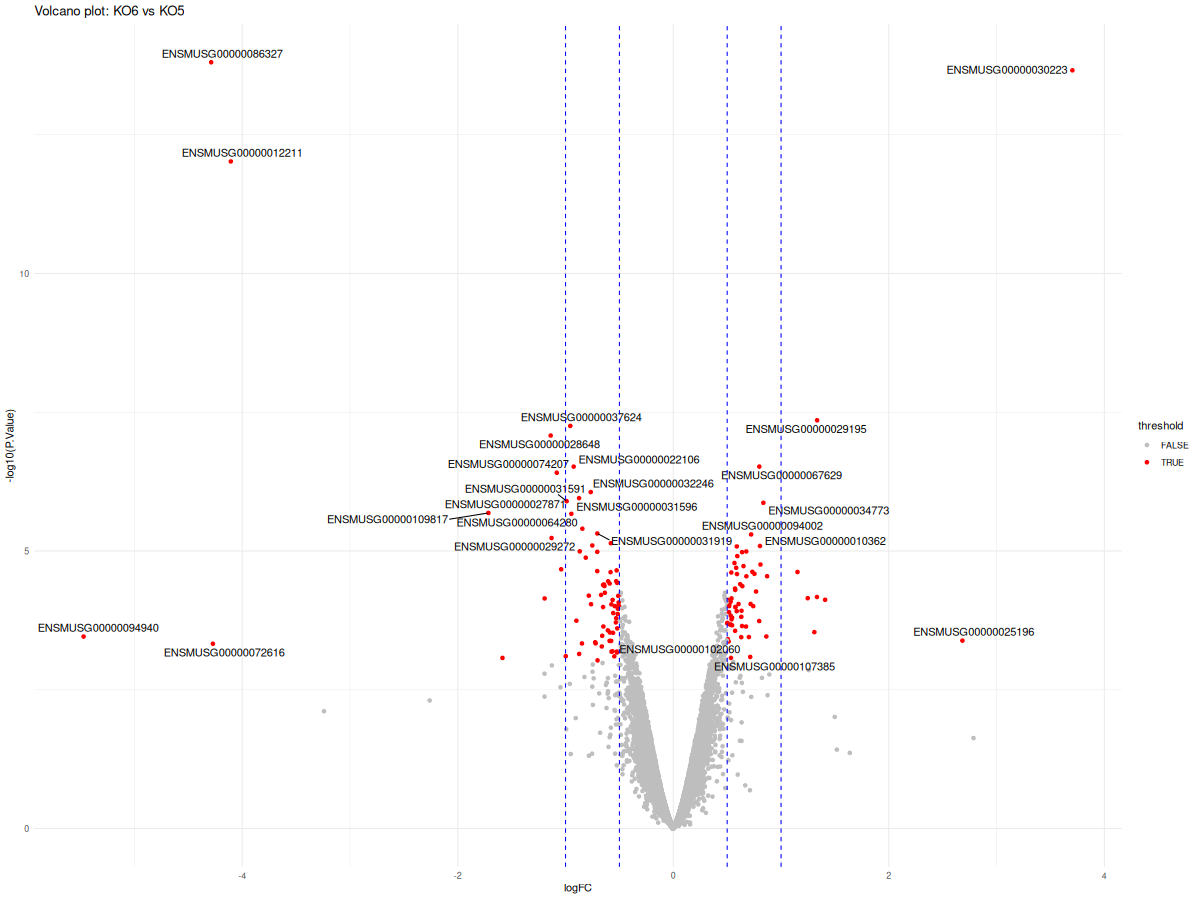 Volcano plot: KO6 vs KO5
ENSMUSG00000086327
ENSMUSG00000030223
ENSMUSG00000012211
10
ENSMUSG00000037624
ENSMUSG00000029195
ENSMUSG00000028648
ENSMUSG00000074207
ENSMUSG00000022106
ENSMUSG00000067629
ENSMUSG00000032246
ENSMUSG00000031591
ENSMUSG00000027871
ENSMUSG00000031596
ENSMUSG00000034773
ENSMUSG00000109817
ENSMUSG00000064280
ENSMUSG00000094002
ENSMUSG00000031919
ENSMUSG00000010362
ENSMUSG00000029272
5
ENSMUSG00000094940
ENSMUSG00000025196
ENSMUSG00000072616
ENSMUSG00000102060
ENSMUSG00000107385
0
-4
-2
0
2
4
logFC
-log10(P.Value)
threshold
FALSE
TRUE